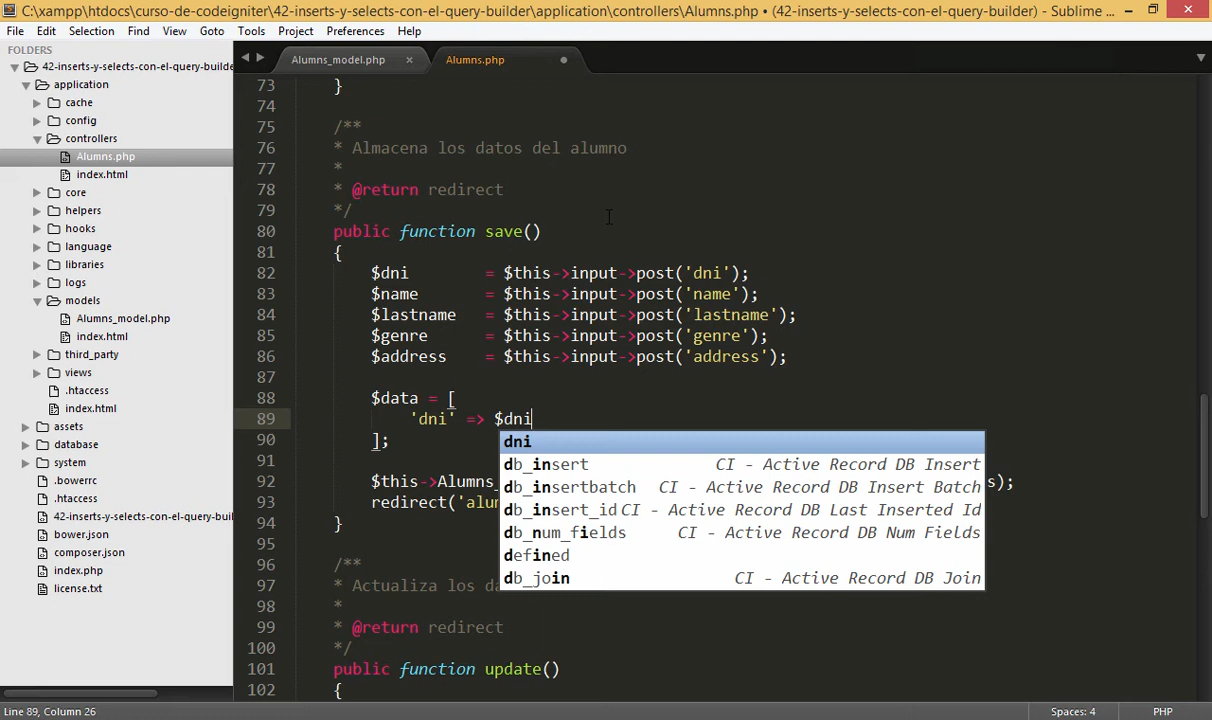 C:\xampp\htdocs\curso-de-codeigniter\42-inserts-y-selects-con-el-query-builder\application\controllers\Alumns.php • (42-inserts-y-selects-con-el-query-builder) - Sublime ...
File Edit Selection Find View Goto Tools Project Preferences Help
FOLDERS
42-inserts-y-selects-con-el-query-builde
application
cache
config
controllers
Alumns.php
index.html
core
helpers
hooks
language
libraries
logs
models
Alumns_model.php
index.html
third_party
views
.htaccess
index.html
assets
database
system
.bowerrc
.htaccess
42-inserts-y-selects-con-el-query-buil
bower.json
composer.json
index.php
license.txt
Alumns_model.php × Alumns.php
73 }
74
75 /**
76 * Almacena los datos del alumno
77 *
78 * @return redirect
79 */
80 public function save()
81 {
82 $dni = $this->input->post('dni');
83 $name = $this->input->post('name');
84 $lastname = $this->input->post('lastname');
85 $genre = $this->input->post('genre');
86 $address = $this->input->post('address');
87
88 $data = [
89 'dni' => $dni
90 ];
91
92 $this->Alumns_ s);
93 redirect('alum
94 }
95
96 /**
97 * Actualiza los da
98 *
99 * @return redirect
100 */
101 public function update()
102 {
dni
db_insert CI - Active Record DB Insert
db_insertbatch CI - Active Record DB Insert Batch
db_insert_id CI - Active Record DB Last Inserted Id
db_num_fields CI - Active Record DB Num Fields
defined
db_join CI - Active Record DB Join
Line 89, Column 26 Spaces: 4 PHP